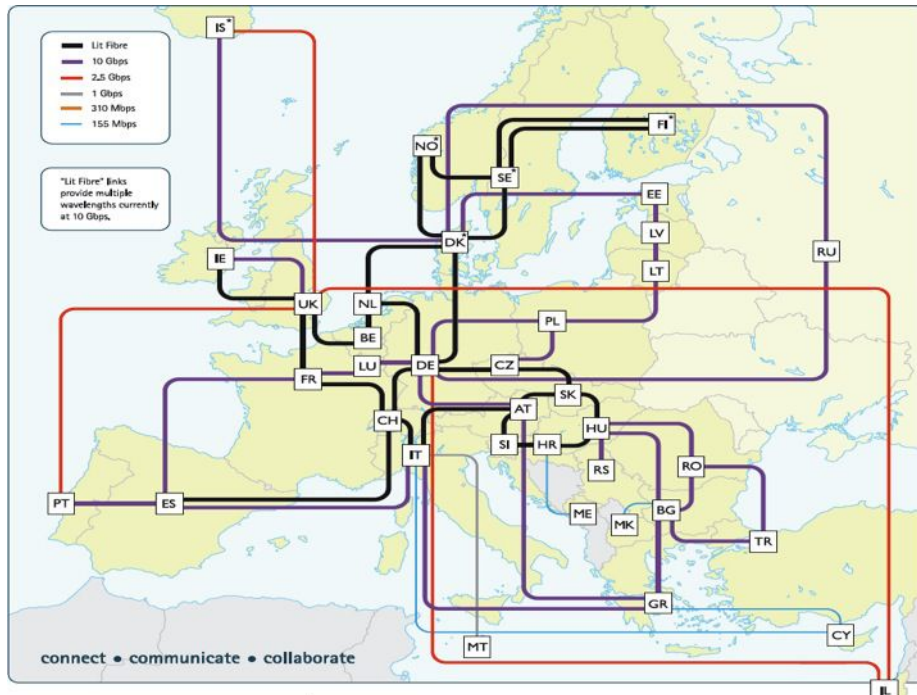 IS*
Lit Fibre
10 Gbps
2.5 Gbps
1 Gbps
310 Mbps
155 Mbps
"Lit Fibre" links
provide multiple
wavelengths currently
at 10 Gbps.
FI*
NO*
SE*
EE
DK*
LV
RU
IE
LT
UK
NL
PL
BE
LU
DE
CZ
FR
SK
AT
CH
HU
SI
HR
IT
RS
RO
PT
ES
ME
MK
BG
TR
GR
CY
MT
connect • communicate • collaborate
IL